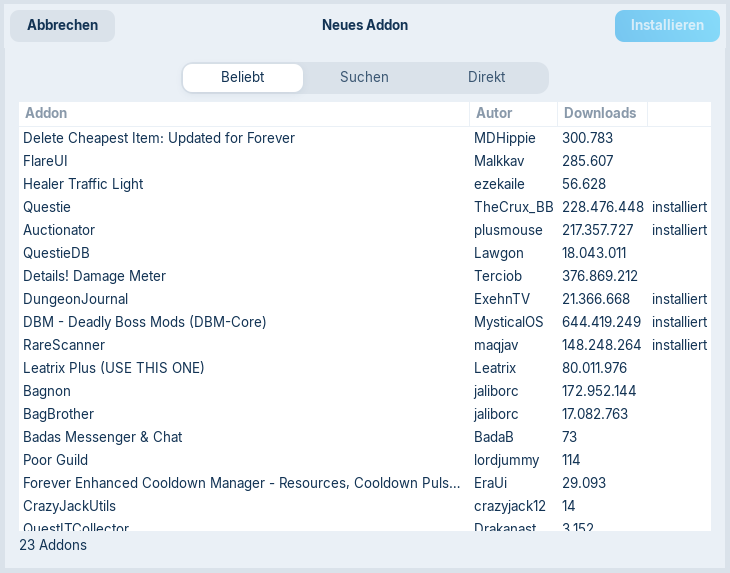 Abbrechen Neues Addon Installieren
Beliebt Suchen Direkt
Addon Autor Downloads
Delete Cheapest Item: Updated for Forever MDHippie 300.783
FlareUI Malkkav 285.607
Healer Traffic Light ezekaile 56.628
Questie TheCrux_BB 228.476.448 installiert
Auctionator plusmouse 217.357.727 installiert
QuestieDB Lawgon 18.043.011
Details! Damage Meter Terciob 376.869.212
DungeonJournal ExehnTV 21.366.668 installiert
DBM - Deadly Boss Mods (DBM-Core) MysticalOS 644.419.249 installiert
RareScanner maqjav 148.248.264 installiert
Leatrix Plus (USE THIS ONE) Leatrix 80.011.976
Bagnon jaliborc 172.952.144
BagBrother jaliborc 17.082.763
Badas Messenger & Chat BadaB 73
Poor Guild lordjummy 114
Forever Enhanced Cooldown Manager - Resources, Cooldown Puls... EraUi 29.093
CrazyJackUtils crazyjack12 14
QuestITCollector Drakanast 3.152
23 Addons